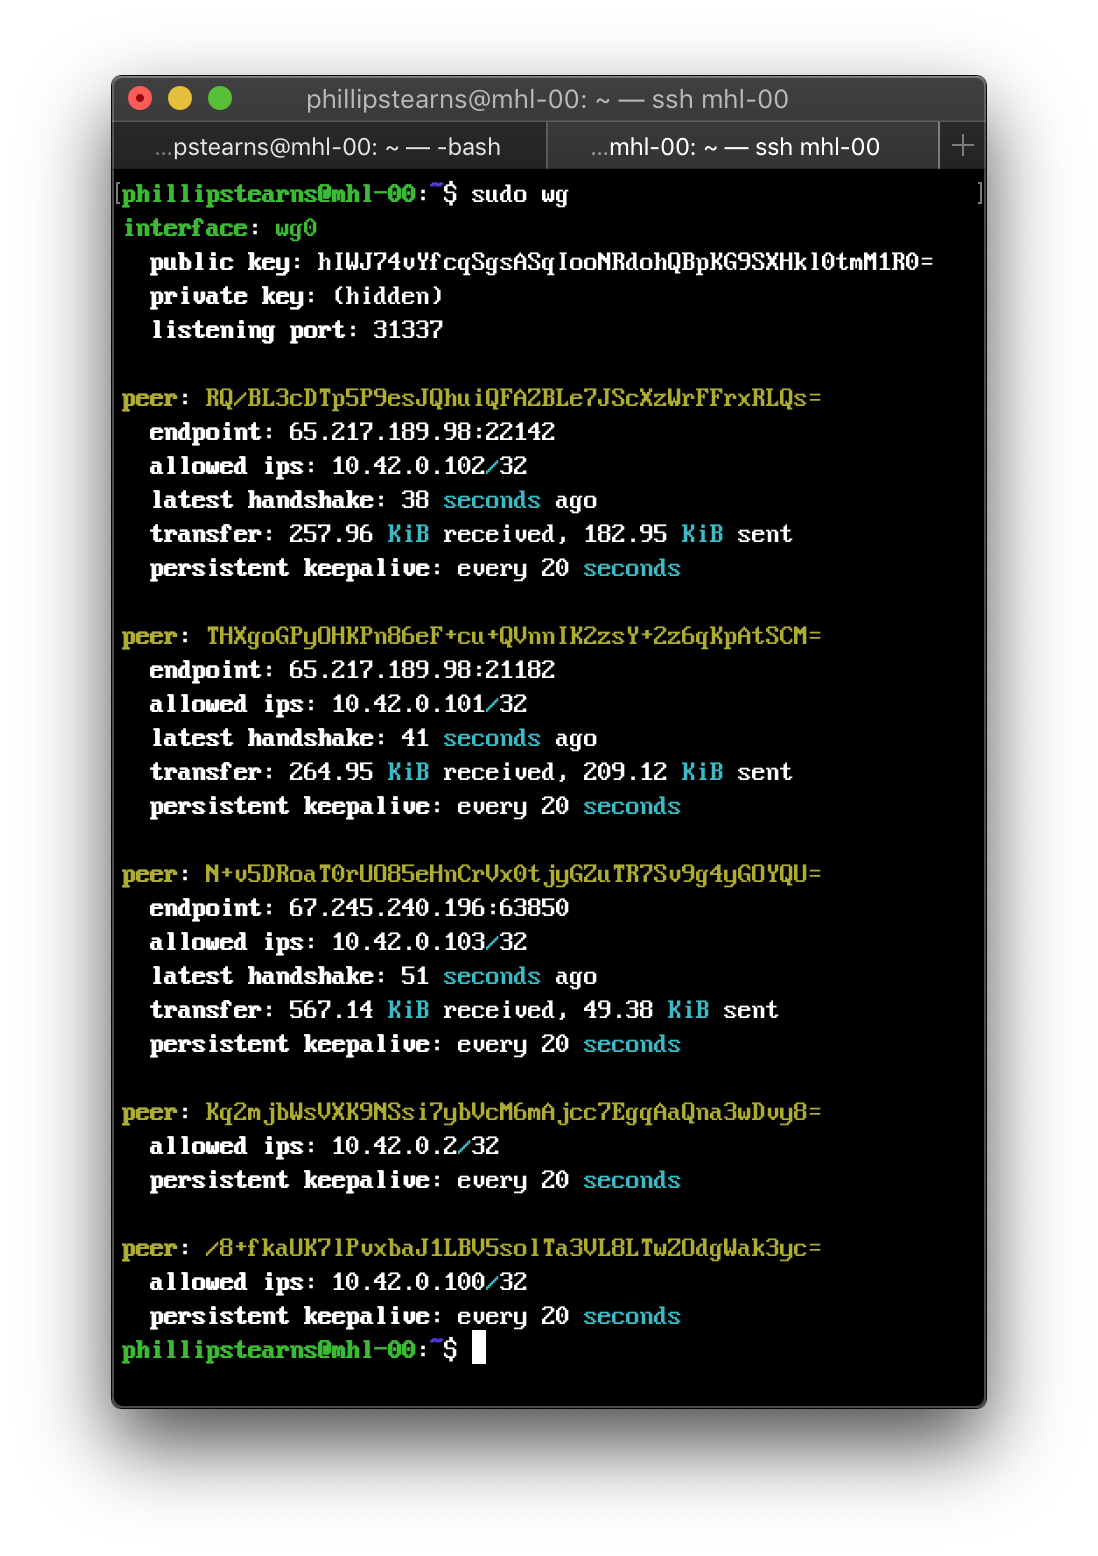 phillipstearns@mhl-00: ~ — ssh mhl-00
...pstearns@mhl-00: ~ — -bash
...mhl-00: ~ — ssh mhl-00
[phillipstearns@mhl-00:~$ sudo wg ]
interface: wg0
public key: hIWJ74vYfcqSgsASqIooNRdohQBpKG9SXHkl0tmM1R0=
private key: (hidden)
listening port: 31337
peer: RQ/BL3cDTp5P9esJQhuiQFAZBLe7JScXzWrFFrxRLQs=
endpoint: 65.217.189.98:22142
allowed ips: 10.42.0.102/32
latest handshake: 38 seconds ago
transfer: 257.96 KiB received, 182.95 KiB sent
persistent keepalive: every 20 seconds
peer: THXgoGPyOHKPn86eF+cu+QVnnIK2zsY+2z6qKpAtSCM=
endpoint: 65.217.189.98:21182
allowed ips: 10.42.0.101/32
latest handshake: 41 seconds ago
transfer: 264.95 KiB received, 209.12 KiB sent
persistent keepalive: every 20 seconds
peer: N+v5DRoaT0rUO85eHnCrVx0tjyGZuTR7Sv9g4yGOYQU=
endpoint: 67.245.240.196:63850
allowed ips: 10.42.0.103/32
latest handshake: 51 seconds ago
transfer: 567.14 KiB received, 49.38 KiB sent
persistent keepalive: every 20 seconds
peer: Kq2mjbWsVXK9NSsi7ybVcM6mAjcc7EgqAaQna3wDvy8=
allowed ips: 10.42.0.2/32
persistent keepalive: every 20 seconds
peer: /8+fkaUK7lPvxbaJ1LBV5solTa3VL8LTwZOdgWak3yc=
allowed ips: 10.42.0.100/32
persistent keepalive: every 20 seconds
phillipstearns@mhl-00:~$